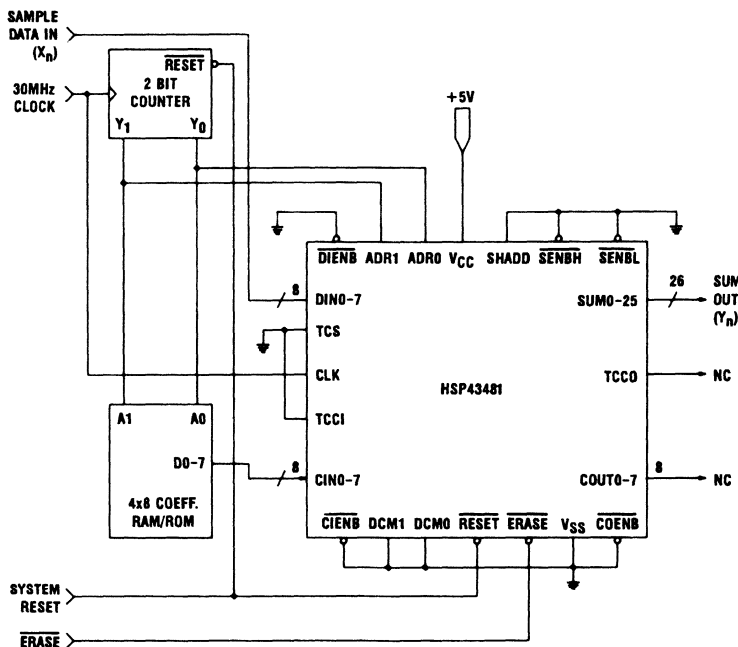 SAMPLE
DATA IN
(Xn)
30MHz
CLOCK
RESET
2 BIT
COUNTER
Y1 Y0
+5V
DIENB ADR1 ADR0 VCC SHADD SENBH SENBL
8
DIN0-7
TCS
CLK
TCCI
8
CIN0-7
HSP43481
26
SUM0-25
SUM
OUT
(Yn)
TCCO
NC
8
COUT0-7
NC
A1 A0
D0-7
4x8 COEFF.
RAM/ROM
CIENB DCM1 DCM0 RESET ERASE VSS COENB
SYSTEM
RESET
ERASE